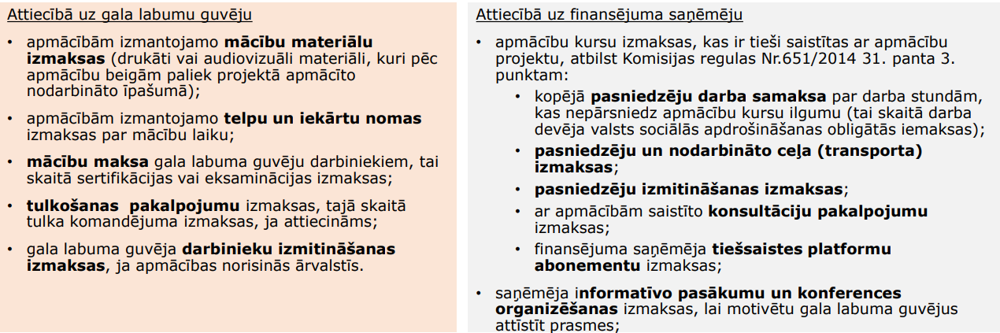 Attiecībā uz gala labumu guvēju
• apmācībām izmantojamo mācību materiālu
izmaksas (drukāti vai audiovizuāli materiāli, kuri pēc
apmācību beigām paliek projektā apmācīto
nodarbināto īpašumā);
• apmācībām izmantojamo telpu un iekārtu nomas
izmaksas par mācību laiku;
• mācību maksa gala labuma guvēju darbiniekiem, tai
skaitā sertifikācijas vai eksaminācijas izmaksas;
• tulkošanas pakalpojumu izmaksas, tajā skaitā
tulka komandējuma izmaksas, ja attiecināms;
• gala labuma guvēja darbinieku izmitināšanas
izmaksas, ja apmācības norisinās ārvalstīs.
Attiecībā uz finansējuma saņēmēju
• apmācību kursu izmaksas, kas ir tieši saistītas ar apmācību
projektu, atbilst Komisijas regulas Nr.651/2014 31. panta 3.
punktam:
• kopējā pasniedzēju darba samaksa par darba stundām,
kas nepārsniedz apmācību kursu ilgumu (tai skaitā darba
devēja valsts sociālās apdrošināšanas obligātās iemaksas);
• pasniedzēju un nodarbināto ceļa (transporta)
izmaksas;
• pasniedzēju izmitināšanas izmaksas;
• ar apmācībām saistīto konsultāciju pakalpojumu
izmaksas;
• finansējuma saņēmēja tiešsaistes platformu
abonementu izmaksas;
• saņēmēja informatīvo pasākumu un konferences
organizēšanas izmaksas, lai motivētu gala labuma guvējus
attīstīt prasmes;